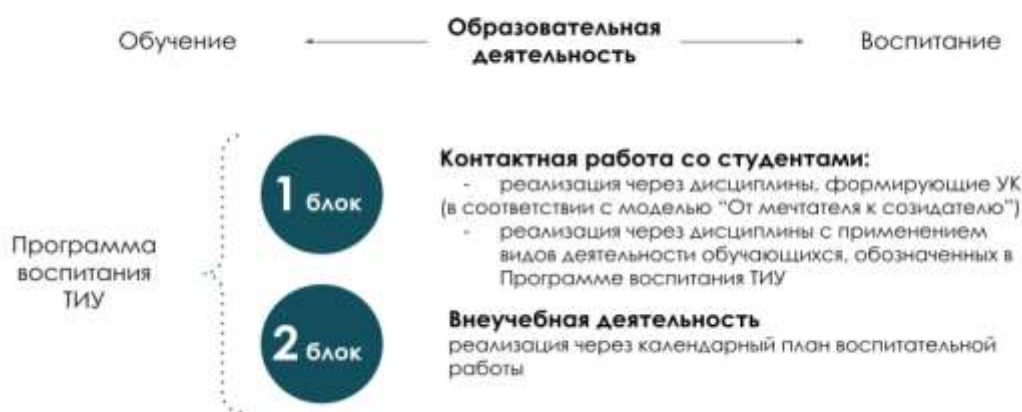 Обучение
Образовательная
деятельность
Воспитание
Программа
воспитания
ТИУ
1 блок
Контактная работа со студентами:
- реализация через дисциплины, формирующие УК
(в соответствии с моделью “От мечтателя к созидателю”)
- реализация через дисциплины с применением
видов деятельности обучающихся, обозначенных в
Программе воспитания ТИУ
2 блок
Внеучебная деятельность
реализация через календарный план воспитательной
работы